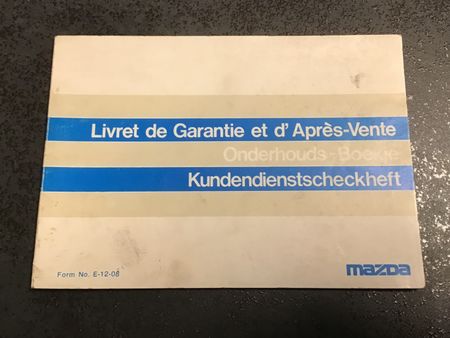 Livret de Garantie et d'Après-Vente
Onderhouds-Boekje
Kundendienstscheckheft
Form No. E-12-08
mazda